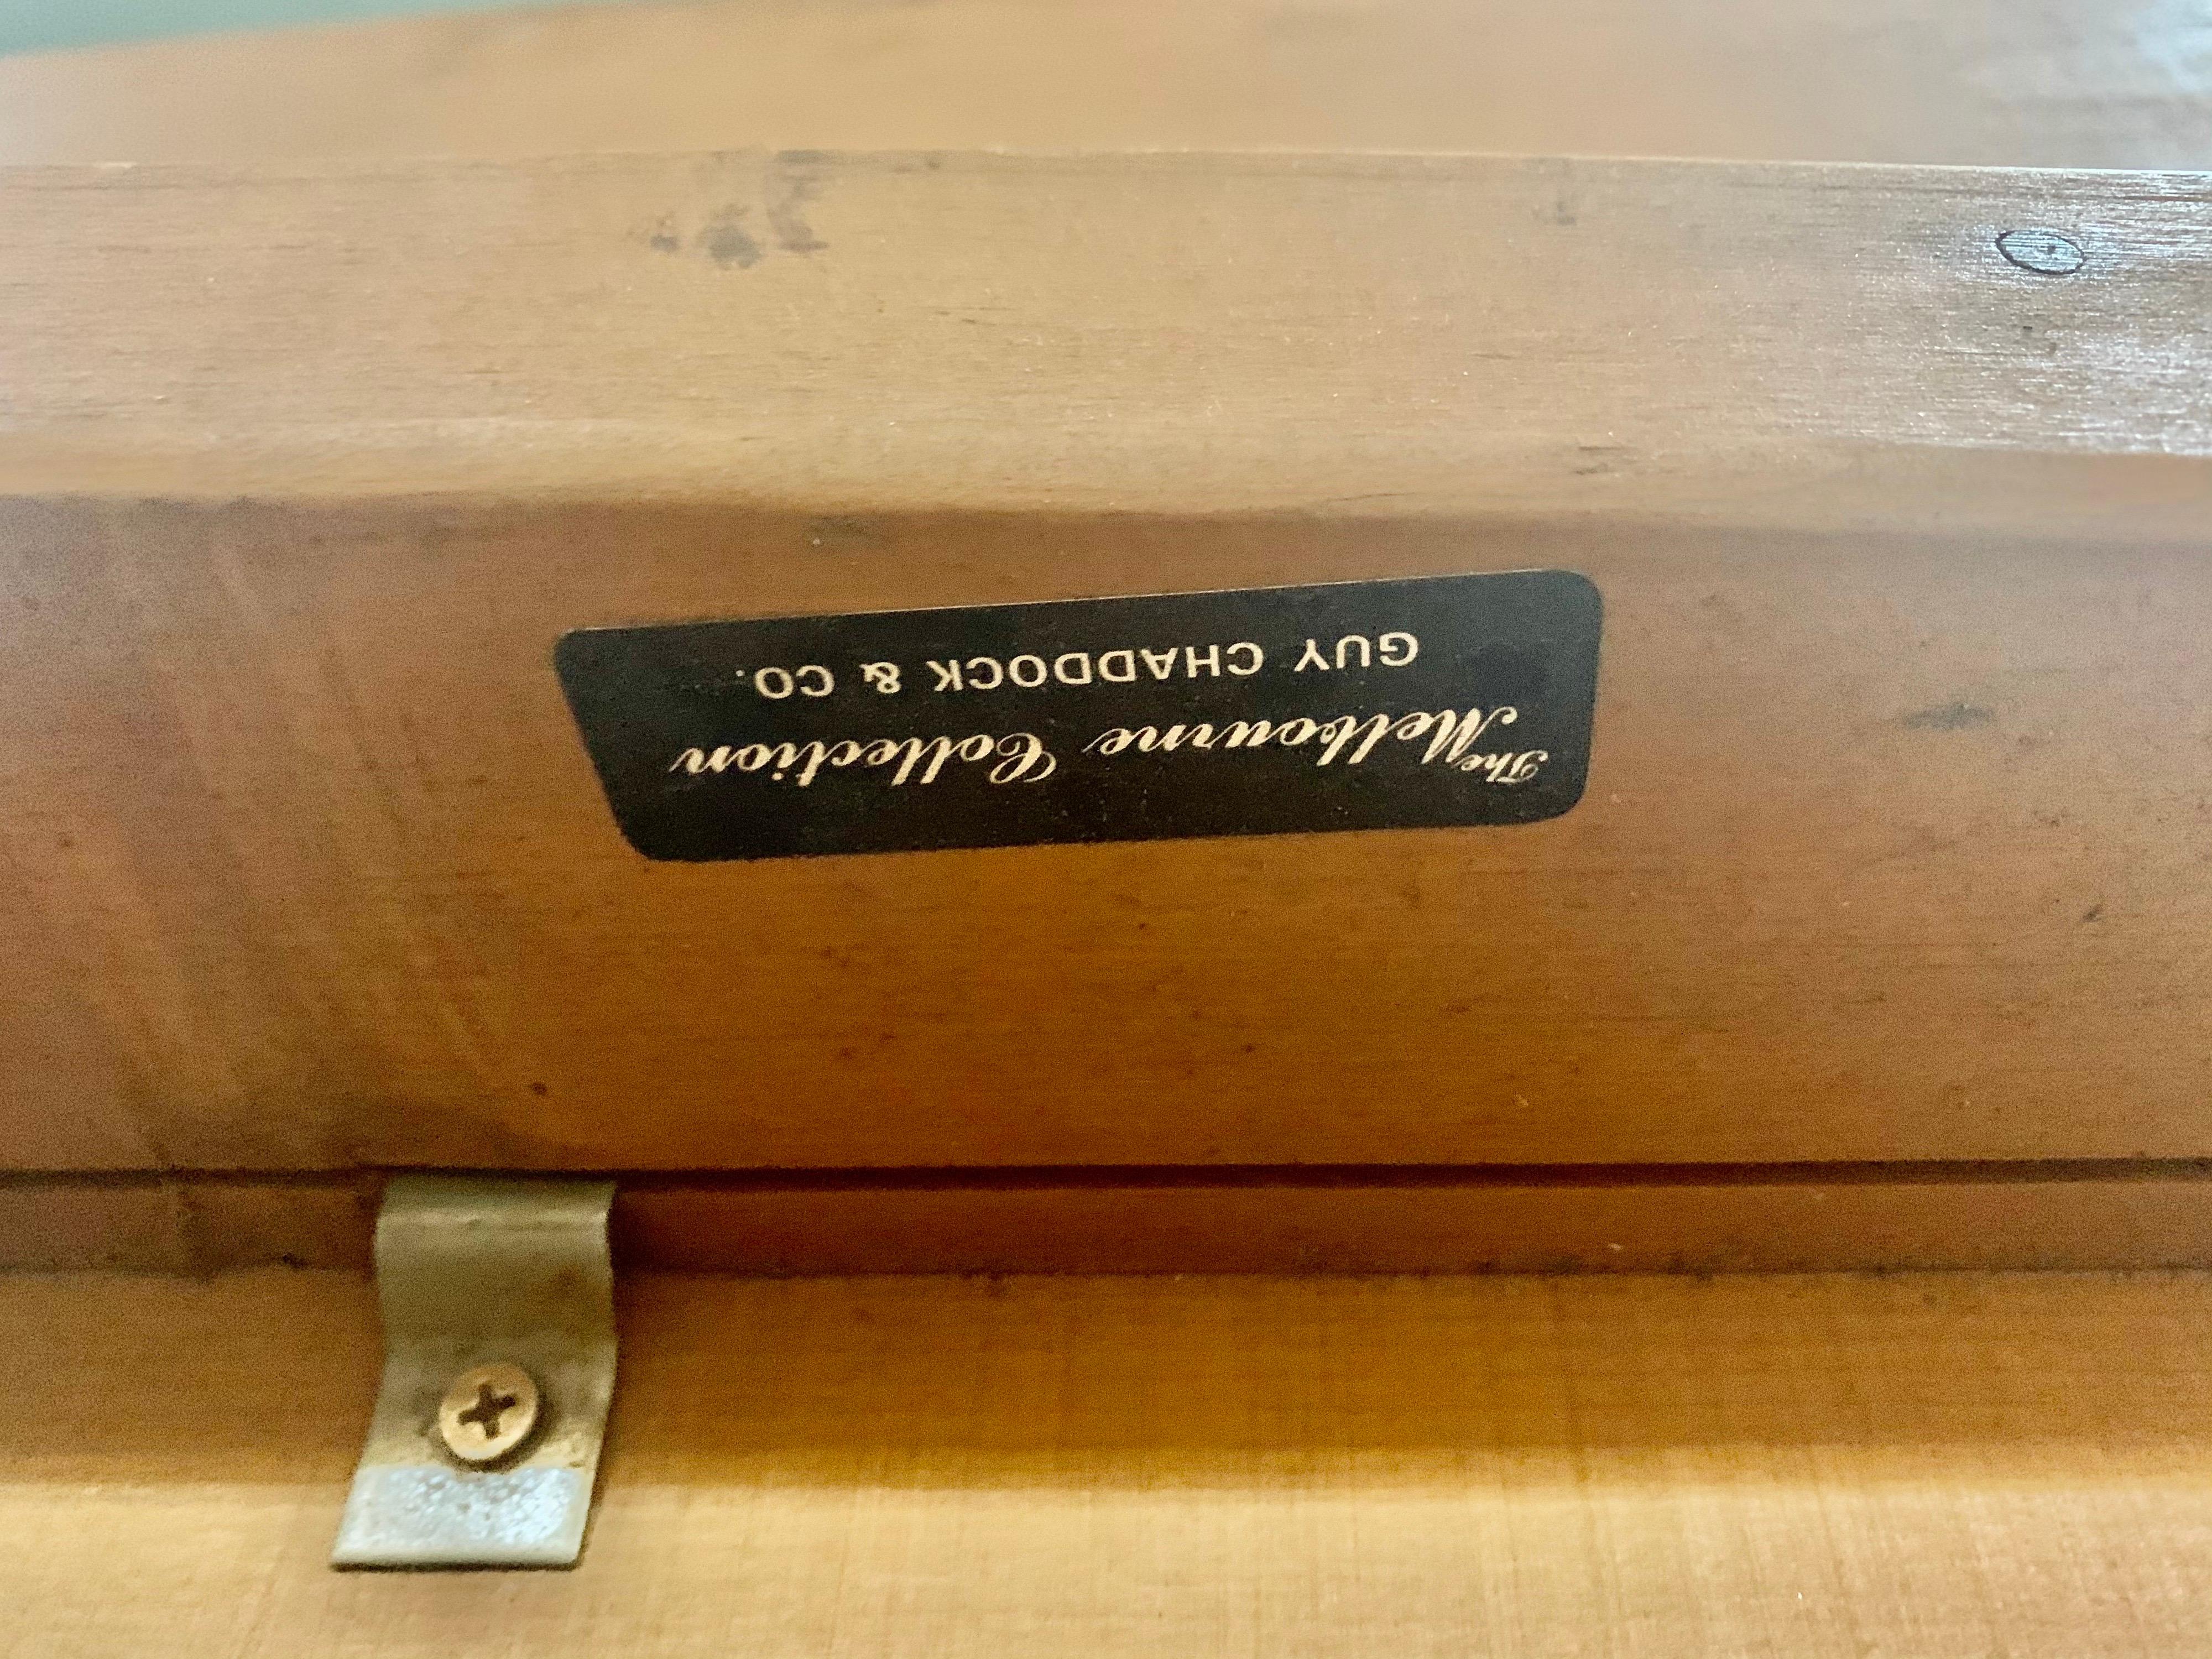 The Melbourne Collection
GUY CHADDOCK & CO.